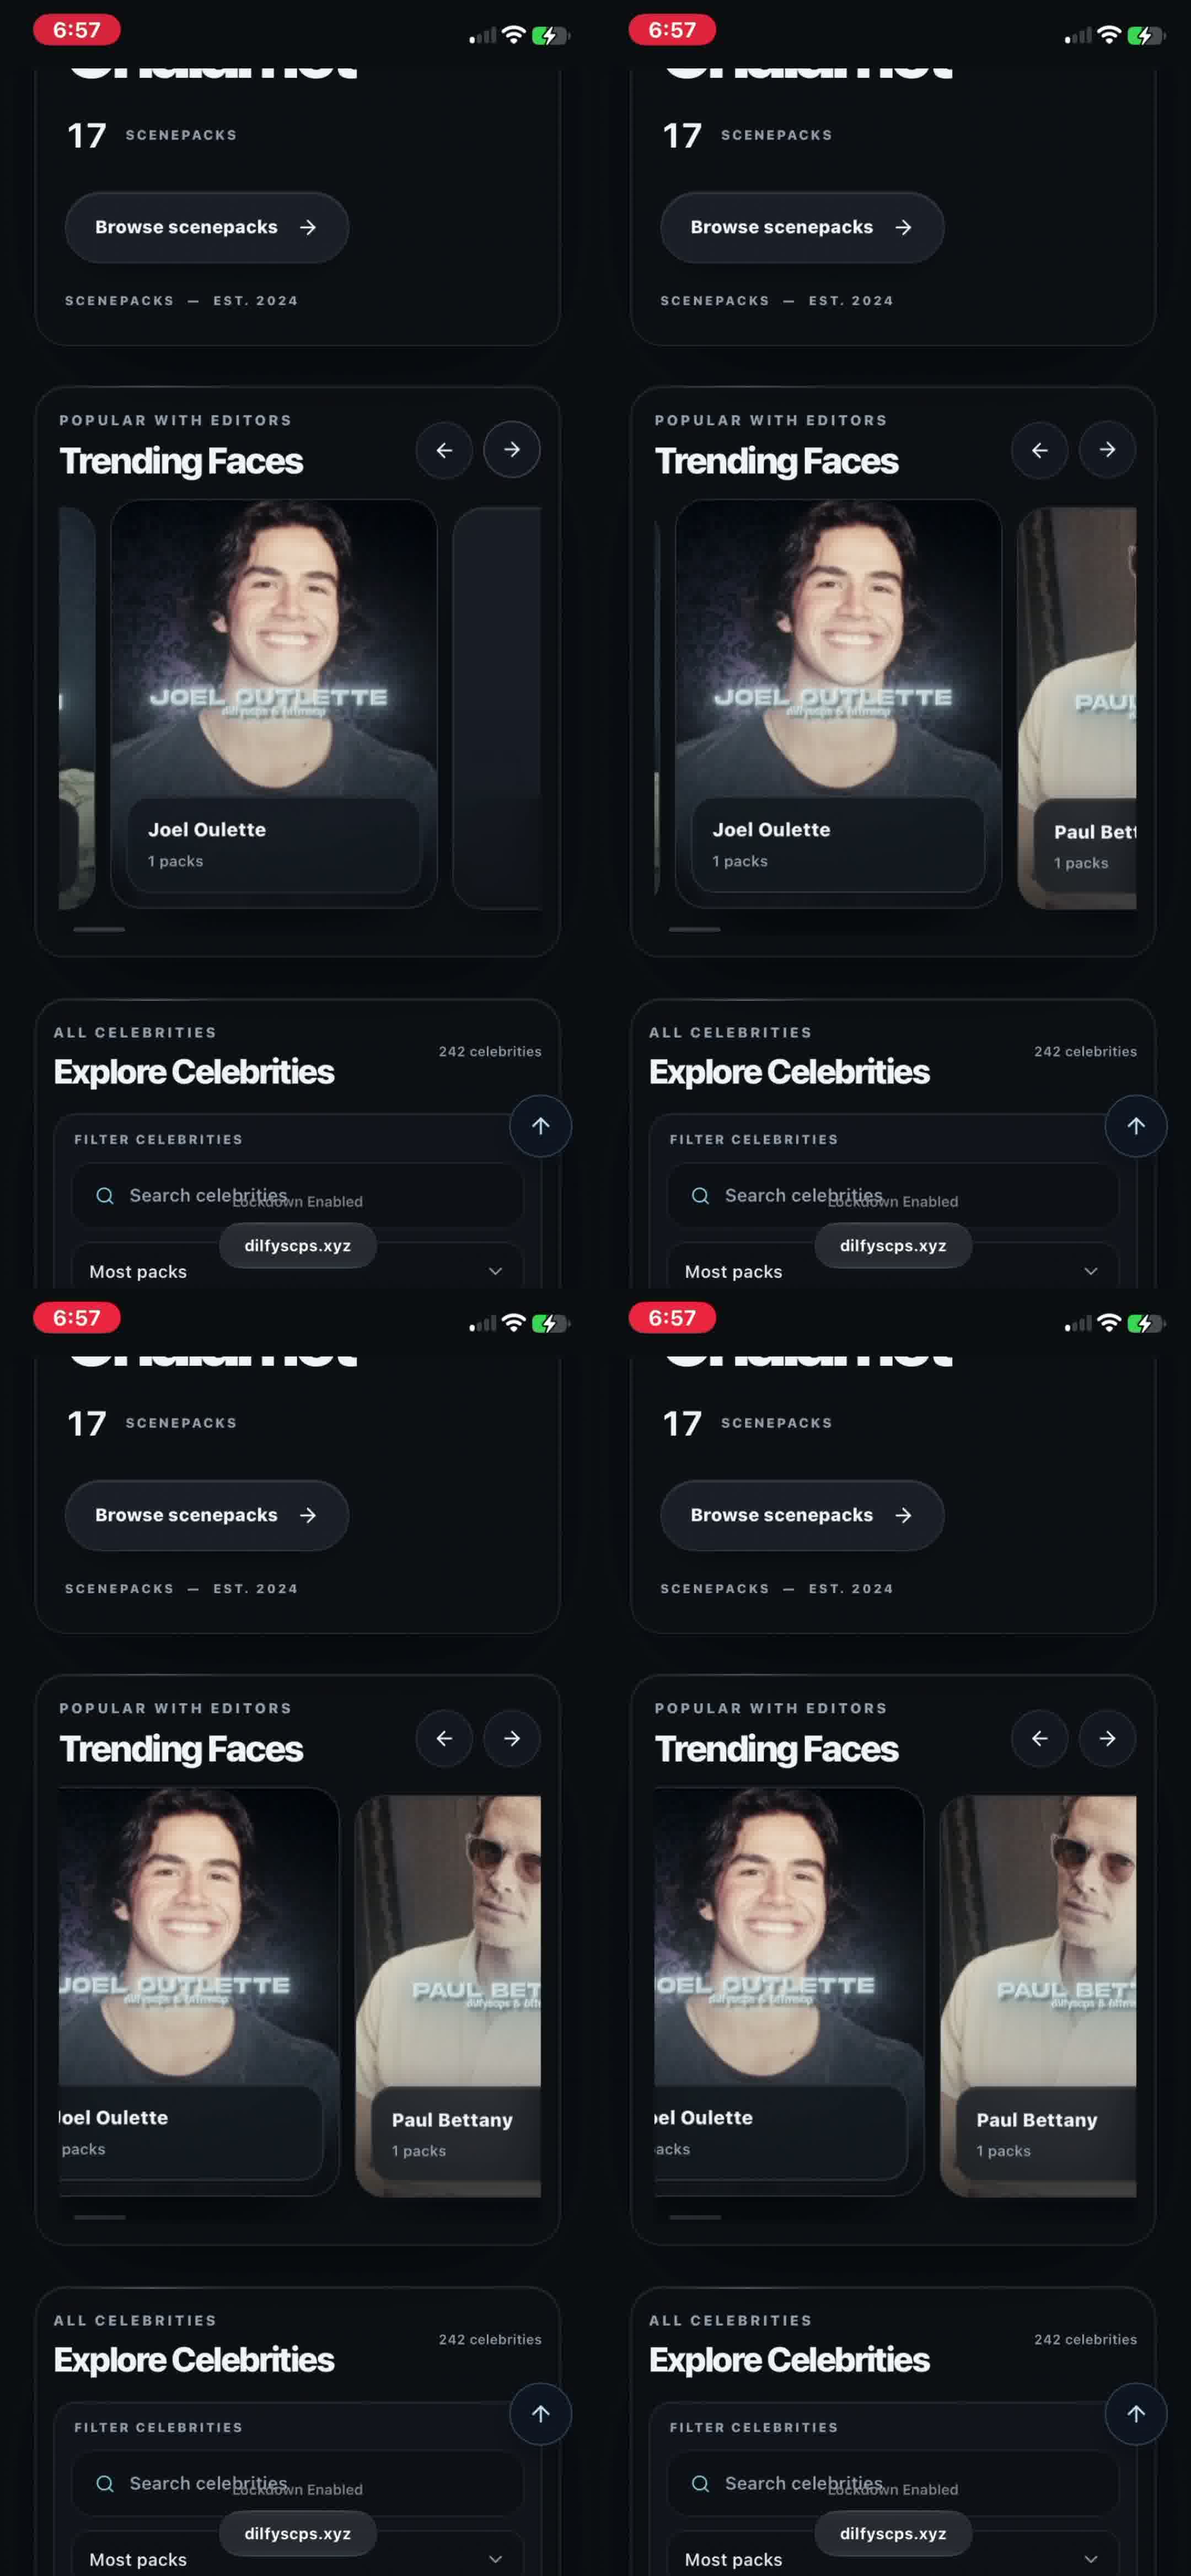 6:57
17 SCENEPACKS
Browse scenepacks
SCENEPACKS — EST. 2024
POPULAR WITH EDITORS
Trending Faces
JOEL OUTLETTE
Joel Oulette
1 packs
ALL CELEBRITIES
242 celebrities
Explore Celebrities
FILTER CELEBRITIES
Search celebrities
Lockdown Enabled
dilfyscps.xyz
Most packs
6:57
17 SCENEPACKS
Browse scenepacks
SCENEPACKS — EST. 2024
POPULAR WITH EDITORS
Trending Faces
JOEL OUTLETTE
PAU
Joel Oulette
1 packs
Paul Bett
1 packs
ALL CELEBRITIES
242 celebrities
Explore Celebrities
FILTER CELEBRITIES
Search celebrities
Lockdown Enabled
dilfyscps.xyz
Most packs
6:57
17 SCENEPACKS
Browse scenepacks
SCENEPACKS — EST. 2024
POPULAR WITH EDITORS
Trending Faces
JOEL OUTLETTE
PAUL BET
Joel Oulette
packs
Paul Bettany
1 packs
ALL CELEBRITIES
242 celebrities
Explore Celebrities
FILTER CELEBRITIES
Search celebrities
Lockdown Enabled
dilfyscps.xyz
Most packs
6:57
17 SCENEPACKS
Browse scenepacks
SCENEPACKS — EST. 2024
POPULAR WITH EDITORS
Trending Faces
OEL OUTLETTE
PAUL BET
el Oulette
acks
Paul Bettany
1 packs
ALL CELEBRITIES
242 celebrities
Explore Celebrities
FILTER CELEBRITIES
Search celebrities
Lockdown Enabled
dilfyscps.xyz
Most packs